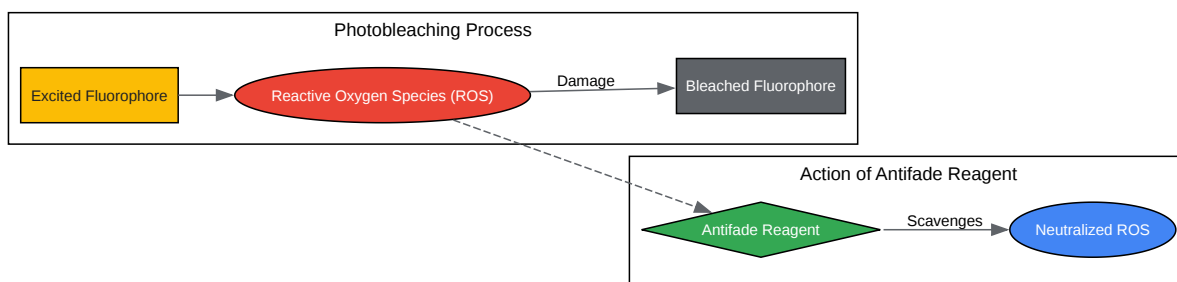 Photobleaching Process
Excited Fluorophore
Reactive Oxygen Species (ROS)
Damage
Bleached Fluorophore
Action of Antifade Reagent
Antifade Reagent
Scavenges
Neutralized ROS